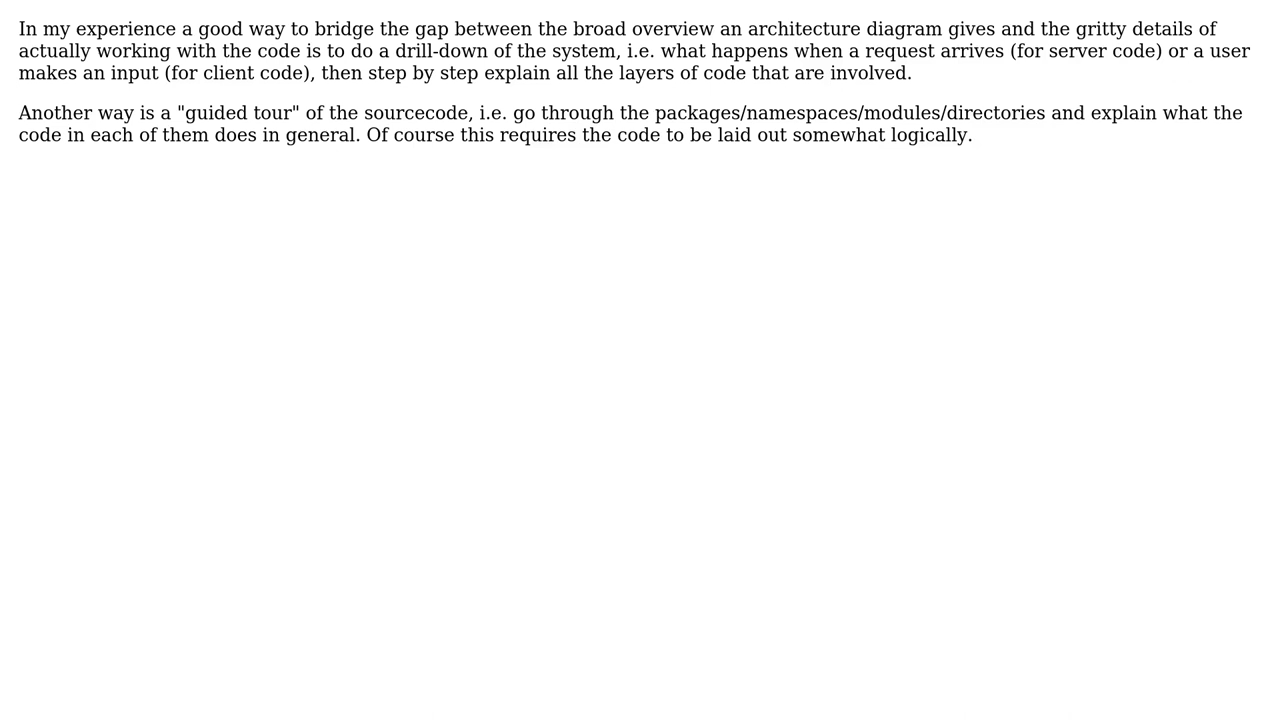 In my experience a good way to bridge the gap between the broad overview an architecture diagram gives and the gritty details of
actually working with the code is to do a drill-down of the system, i.e. what happens when a request arrives (for server code) or a user
makes an input (for client code), then step by step explain all the layers of code that are involved.
Another way is a "guided tour" of the sourcecode, i.e. go through the packages/namespaces/modules/directories and explain what the
code in each of them does in general. Of course this requires the code to be laid out somewhat logically.